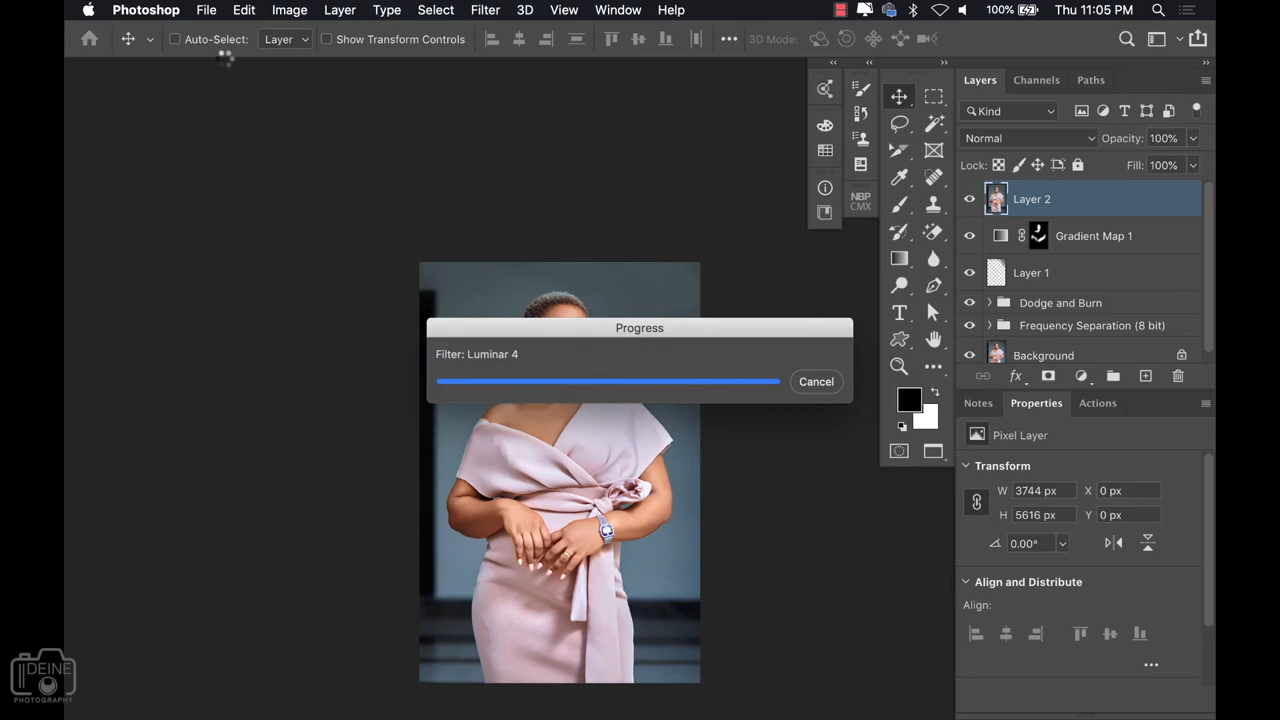 Photoshop File Edit Image Layer Type Select Filter 3D View Window Help 100% Thu 11:05 PM
Auto-Select: Layer Show Transform Controls 3D Mode:
Layers Channels Paths
Kind
Normal Opacity: 100%
Lock: Fill: 100%
Layer 2
Gradient Map 1
Layer 1
Dodge and Burn
Frequency Separation (8 bit)
Background
NBP
CMX
Progress
Filter: Luminar 4
Cancel
Notes Properties Actions
Pixel Layer
Transform
W 3744 px X 0 px
H 5616 px Y 0 px
0.00°
Align and Distribute
Align:
DEINE
PHOTOGRAPHY